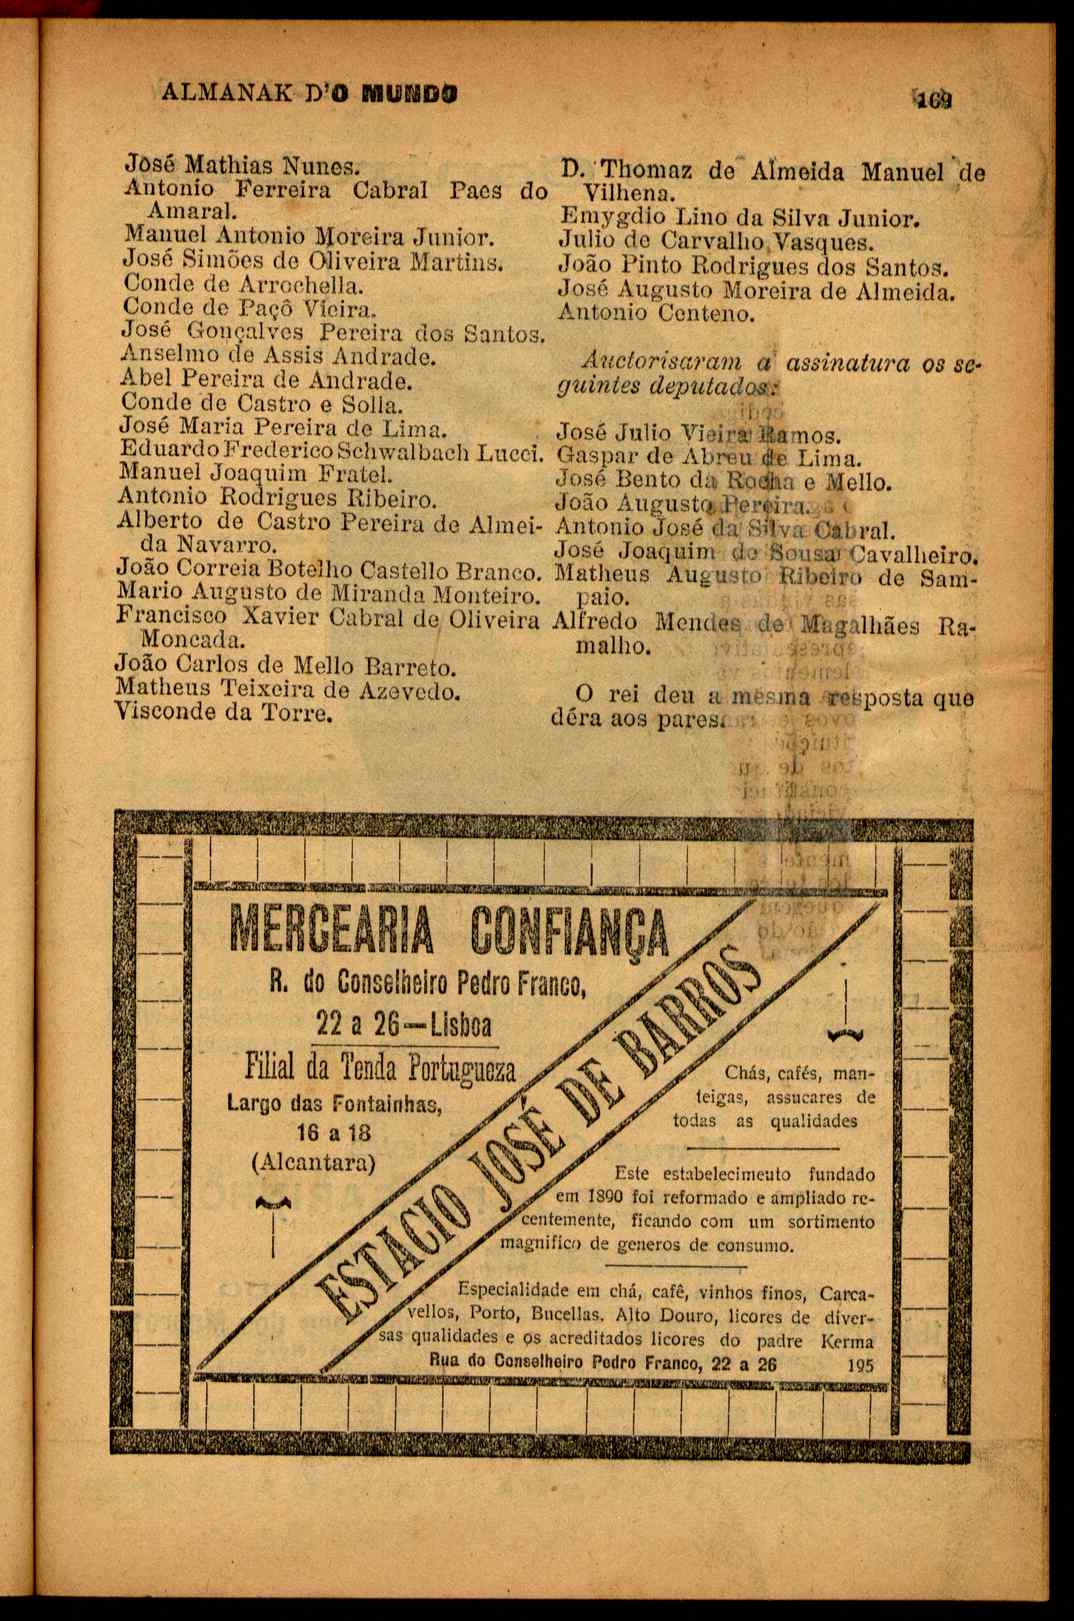 ALMANAK D'O MUNDO
169
José Mathias Nunes.
Antonio Ferreira Cabral Paes do
Amaral.
Manuel Antonio Moreira Junior.
José Simões de Oliveira Martins.
Conde de Arrochella.
Conde de Paçô Vieira.
José Gonçalves Pereira dos Santos.
Anselmo de Assis Andrade.
Abel Pereira de Andrade.
Conde de Castro e Solla.
José Maria Pereira de Lima.
Eduardo Frederico Schwalbach Lucci.
Manuel Joaquim Fratel.
Antonio Rodrigues Ribeiro.
Alberto de Castro Pereira de Almei-
da Navarro.
João Correia Botelho Castello Branco.
Mario Augusto de Miranda Monteiro.
Francisco Xavier Cabral de Oliveira
Moncada.
João Carlos de Mello Barreto.
Matheus Teixeira de Azevedo.
Visconde da Torre.
D. Thomaz de Almeida Manuel de
Vilhena.
Emygdio Lino da Silva Junior.
Julio de Carvalho Vasques.
João Pinto Rodrigues dos Santos.
José Augusto Moreira de Almeida.
Antonio Centeno.
Auctorisaram a assinatura os se-
guintes deputados:
José Julio Vieira Ramos.
Gaspar de Abreu de Lima.
José Bento da Rocha e Mello.
João Augusto Pereira.
Antonio José da Silva Cabral.
José Joaquim de Sousa Cavalheiro.
Matheus Augusto Ribeiro de Sam-
paio.
Alfredo Mendes de Magalhães Ra-
malho.
O rei deu a mesma resposta que
déra aos pares.
MERCEARIA CONFIANÇA
R. do Conselheiro Pedro Franco,
22 a 26—Lisboa
Filial da Tenda Portugueza
Largo das Fontainhas,
16 a 18
(Alcantara)
ESTACIO JOSÉ DE BARROS
Chás, cafés, man-
teigas, assucares de
todas as qualidades
Este estabelecimento fundado
em 1890 foi reformado e ampliado re-
centemente, ficando com um sortimento
magnifico de generos de consumo.
Especialidade em chá, cafê, vinhos finos, Carca-
vellos, Porto, Bucellas. Alto Douro, licores de diver-
sas qualidades e os acreditados licores do padre Kerma
Rua do Conselheiro Pedro Franco, 22 a 26 195